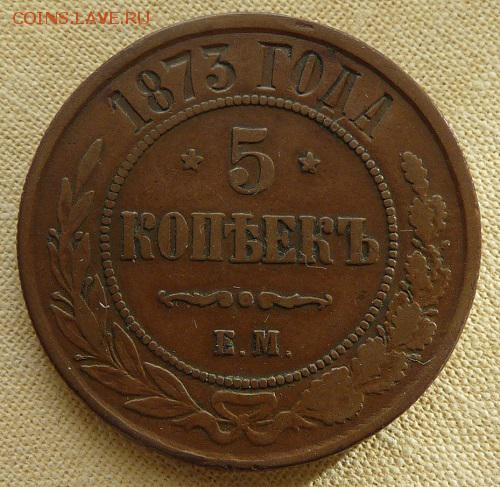 COINS.LAVE.RU
1873 ГОДА
5
КОПѢЕКЪ
Е.М.